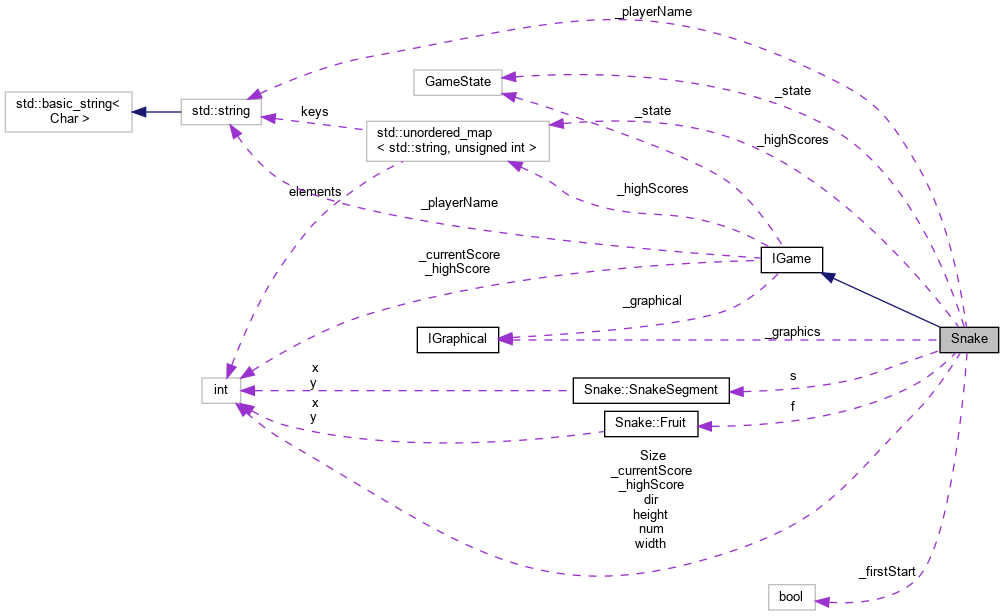 _playerName
GameState
_state
std::basic_string<
Char >
std::string
keys
_state
std::unordered_map
< std::string, unsigned int >
_highScores
elements
_highScores
_playerName
_currentScore
_highScore
IGame
_graphical
IGraphical
_graphics
Snake
x
y
int
s
Snake::SnakeSegment
x
y
f
Snake::Fruit
Size
_currentScore
_highScore
dir
height
num
width
_firstStart
bool